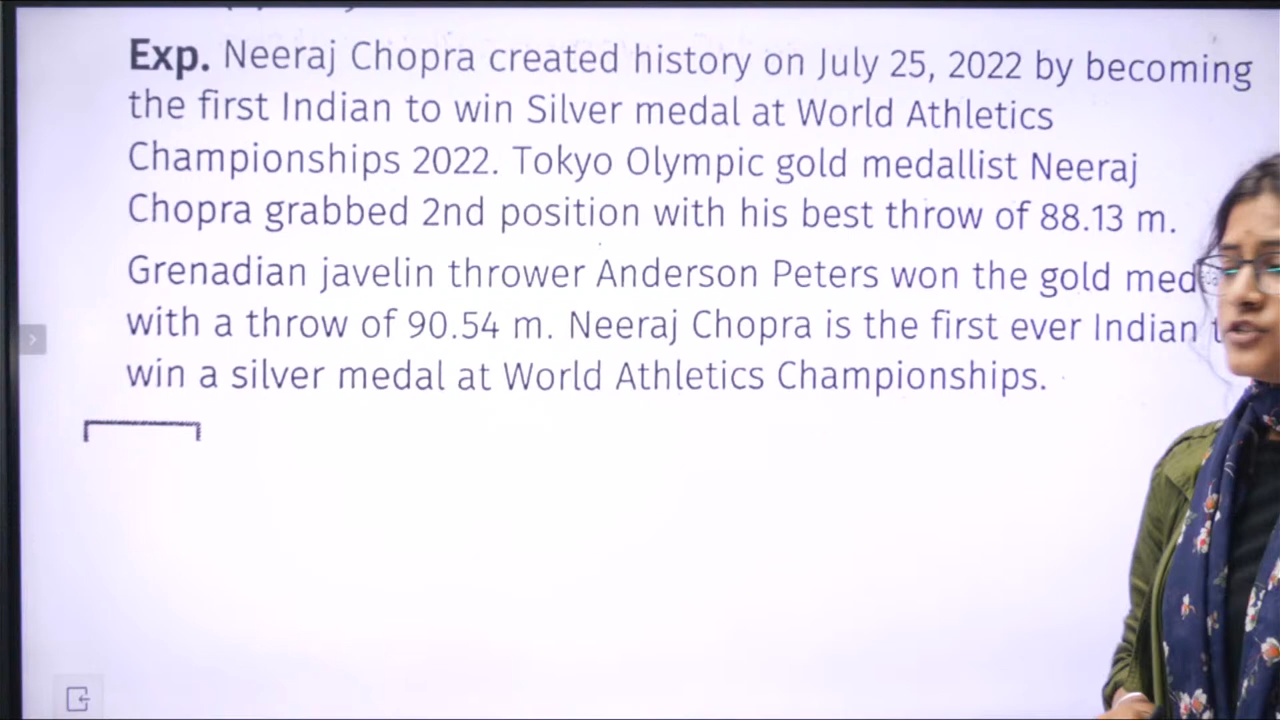 Exp. Neeraj Chopra created history on July 25, 2022 by becoming
the first Indian to win Silver medal at World Athletics
Championships 2022. Tokyo Olympic gold medallist Neeraj
Chopra grabbed 2nd position with his best throw of 88.13 m.
Grenadian javelin thrower Anderson Peters won the gold
with a throw of 90.54 m. Neeraj Chopra is the first ever Indian
win a silver medal at World Athletics Championships.